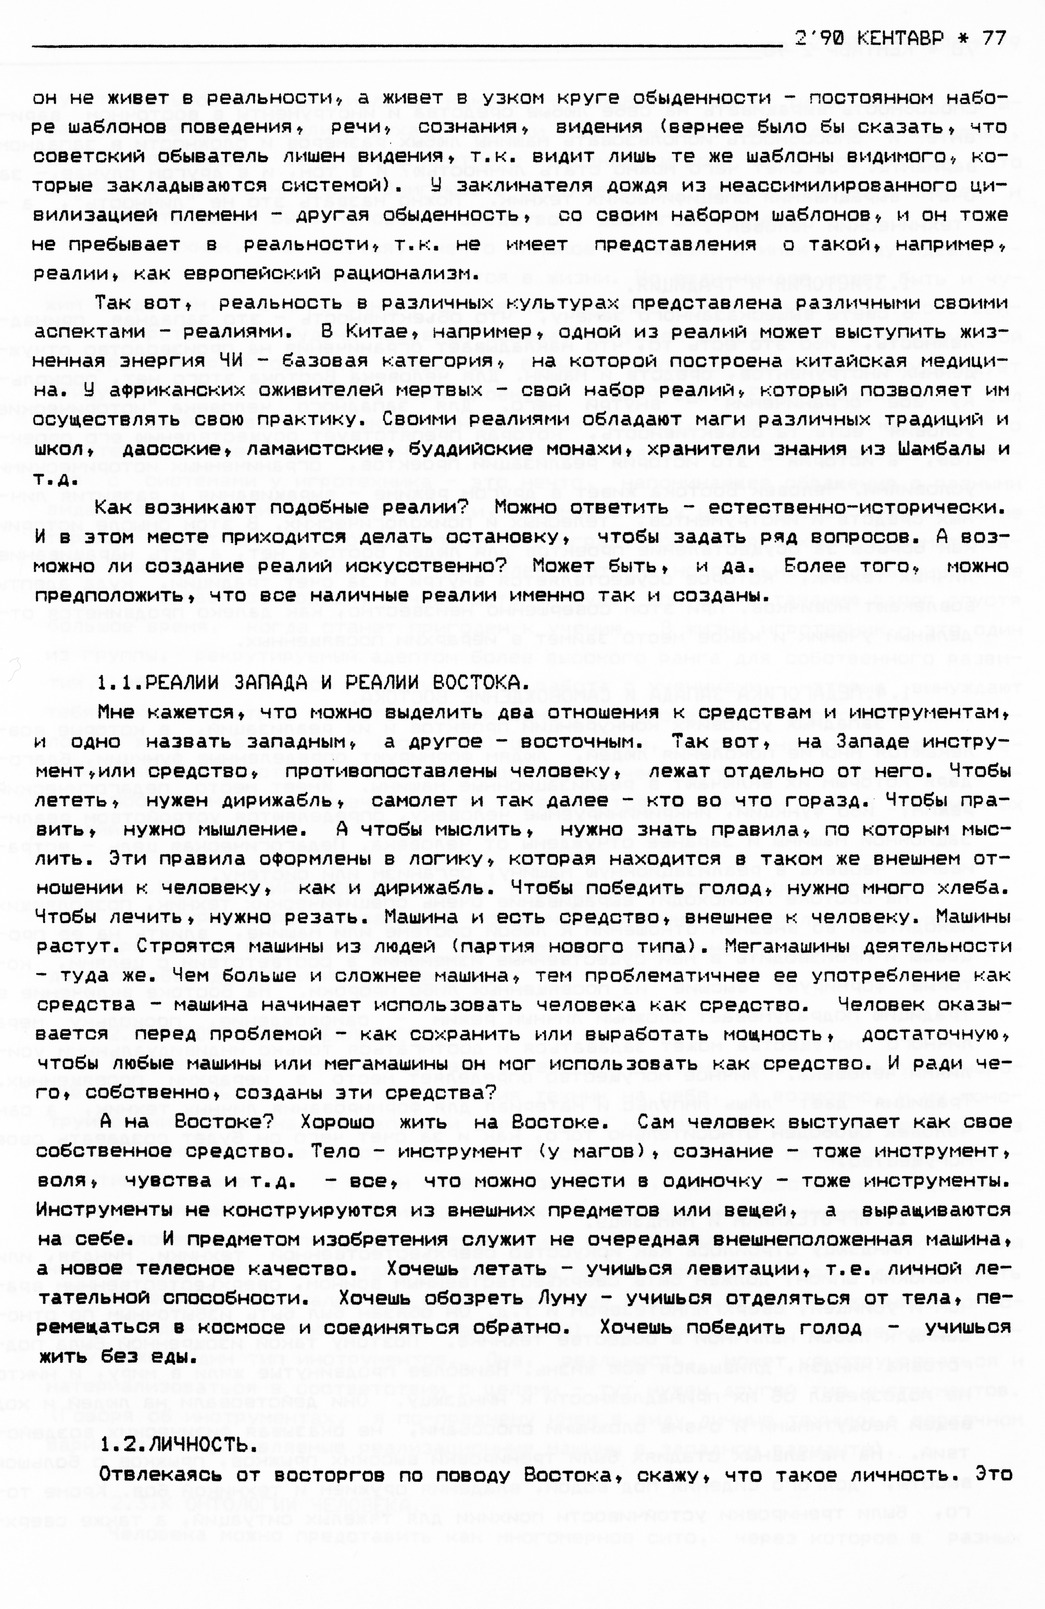 2'90 КЕНТАВР * 77
он не живет в реальности, а живет в узком круге обыденности - постоянном набо-
ре шаблонов поведения, речи, сознания, видения (вернее было бы сказать, что
советский обыватель лишен видения, т.к. видит лишь те же шаблоны видимого, ко-
торые закладываются системой). У заклинателя дождя из неассимилированного ци-
вилизацией племени - другая обыденность, со своим набором шаблонов, и он тоже
не пребывает в реальности, т.к. не имеет представления о такой, например,
реалии, как европейский рационализм.
Так вот, реальность в различных культурах представлена различными своими
аспектами - реалиями. В Китае, например, одной из реалий может выступить жиз-
ненная энергия ЧИ - базовая категория, на которой построена китайская медици-
на. У африканских оживителей мертвых - свой набор реалий, который позволяет им
осуществлять свою практику. Своими реалиями обладают маги различных традиций и
школ, даосские, ламаистские, буддийские монахи, хранители знания из Шамбалы и
т.д.
Как возникают подобные реалии? Можно ответить - естественно-исторически.
И в этом месте приходится делать остановку, чтобы задать ряд вопросов. А воз-
можно ли создание реалий искусственно? Может быть, и да. Более того, можно
предположить, что все наличные реалии именно так и созданы.
1.1.РЕАЛИИ ЗАПАДА И РЕАЛИИ ВОСТОКА.
Мне кажется, что можно выделить два отношения к средствам и инструментам,
и одно назвать западным, а другое - восточным. Так вот, на Западе инстру-
мент,или средство, противопоставлены человеку, лежат отдельно от него. Чтобы
лететь, нужен дирижабль, самолет и так далее - кто во что горазд. Чтобы пра-
вить, нужно мышление. А чтобы мыслить, нужно знать правила, по которым мыс-
лить. Эти правила оформлены в логику, которая находится в таком же внешнем от-
ношении к человеку, как и дирижабль. Чтобы победить голод, нужно много хлеба.
Чтобы лечить, нужно резать. Машина и есть средство, внешнее к человеку. Машины
растут. Строятся машины из людей (партия нового типа). Мегамашины деятельности
- туда же. Чем больше и сложнее машина, тем проблематичнее ее употребление как
средства - машина начинает использовать человека как средство. Человек оказы-
вается перед проблемой - как сохранить или выработать мощность, достаточную,
чтобы любые машины или мегамашины он мог использовать как средство. И ради че-
го, собственно, созданы эти средства?
А на Востоке? Хорошо жить на Востоке. Сам человек выступает как свое
собственное средство. Тело - инструмент (у магов), сознание - тоже инструмент,
воля, чувства и т.д. - все, что можно унести в одиночку - тоже инструменты.
Инструменты не конструируются из внешних предметов или вещей, а выращиваются
на себе. И предметом изобретения служит не очередная внешнеположенная машина,
а новое телесное качество. Хочешь летать - учишься левитации, т.е. личной ле-
тательной способности. Хочешь обозреть Луну - учишься отделяться от тела, пе-
ремещаться в космосе и соединяться обратно. Хочешь победить голод - учишься
жить без еды.
1.2.ЛИЧНОСТЬ.
Отвлекаясь от восторгов по поводу Востока, скажу, что такое личность. Это